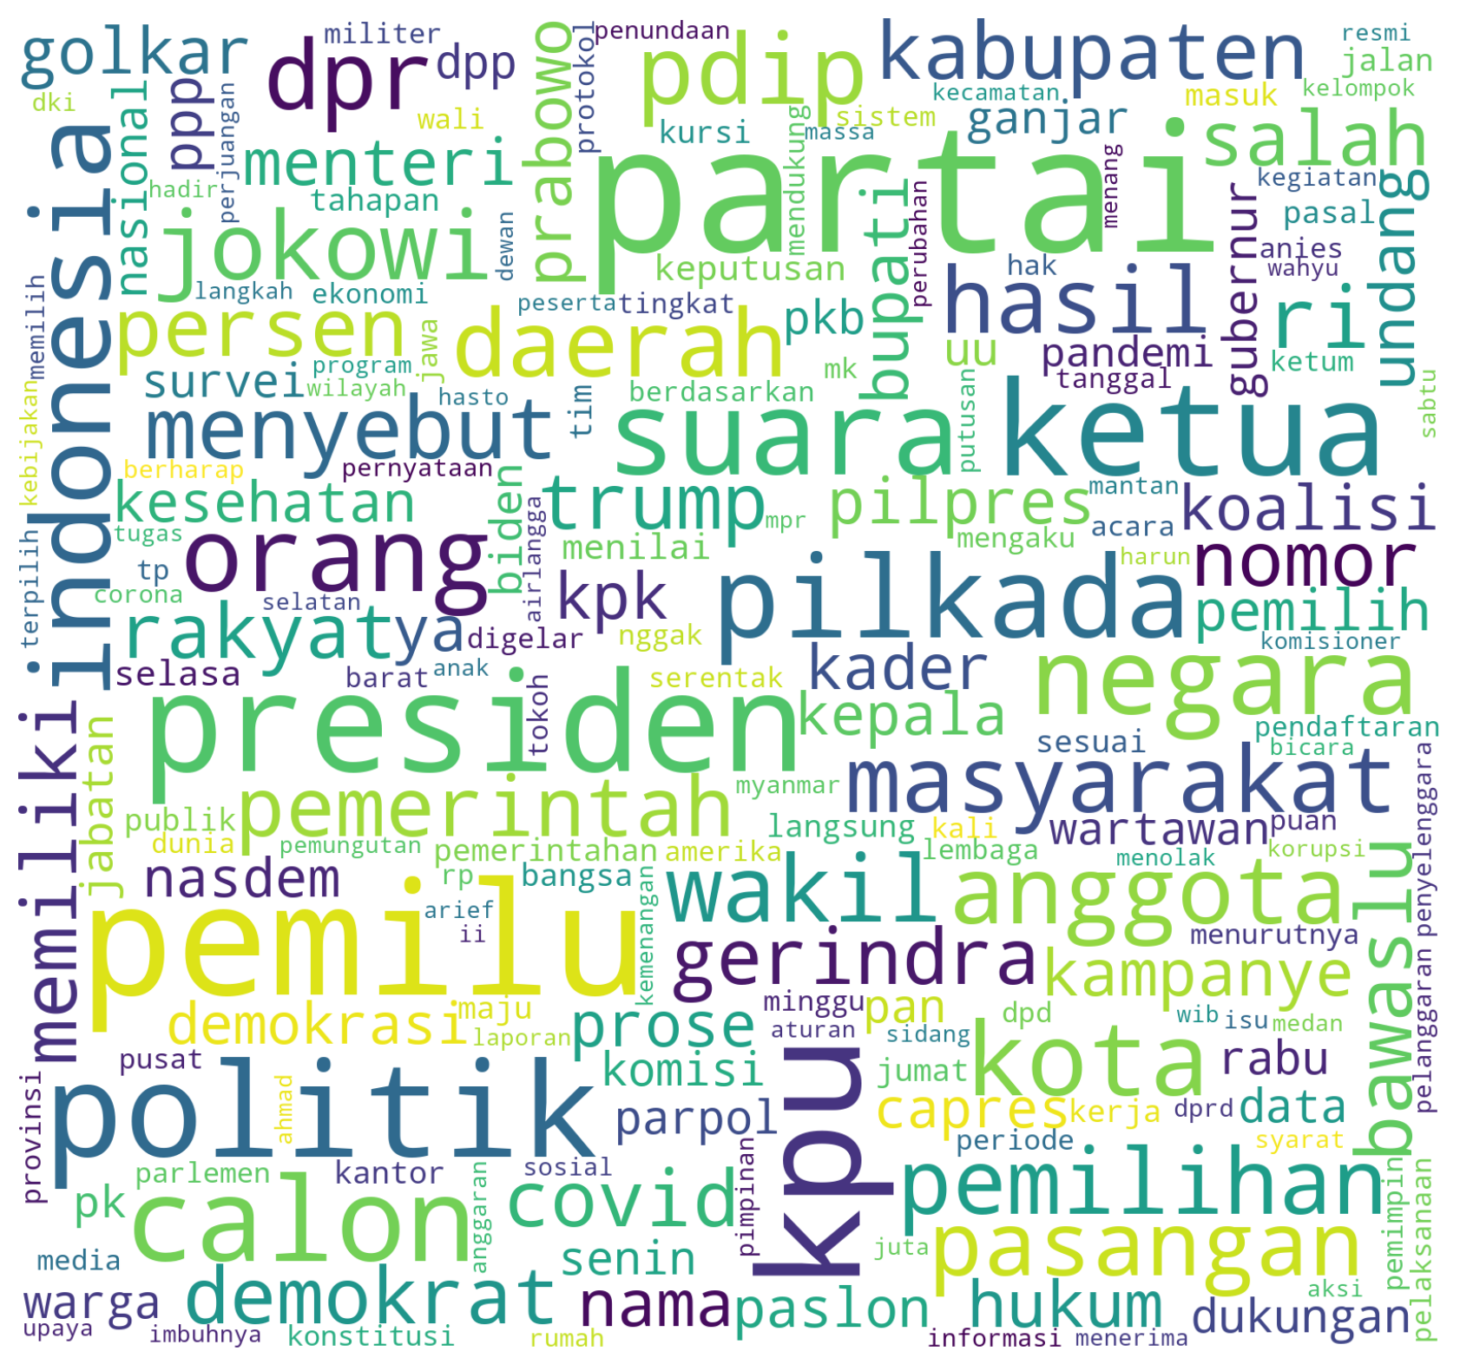 golkar
militer
dpr
dpp
penundaan
pdip
kabupaten
resmi
jalan
dki
ppp
wali
prabowo
protokol
kursi
massa
sistem
kecamatan
masuk
kelompok
ganjar
salah
indonesia
nasional
hadir
perjuangan
menteri
tahapan
jokowi
dewan
partai
mendukung
menang
kegiatan
pasal
undang
langkah
ekonomi
keputusan
bupati
perubahan
hak
gubernur
anies
wahyu
memilih
persen
peserta
tingkat
daerah
pkb
hasil
ri
jawa
program
wilayah
survei
hasto
tim
berdasarkan
mk
uu
pandemi
tanggal
ketum
sabtu
kebijakan
menyebut
suara
putusan
ketua
berharap
pernyataan
kesehatan
biden
trump
mpr
pilpres
mantan
acara
koalisi
tugas
orang
airlangga
menilai
mengaku
harun
nomor
terpilih
tp
corona
selatan
kpk
pilkada
pemilih
rakyat
ya
digelar
nggak
komisioner
selasa
barat
anak
serentak
kader
negara
memiliki
jabatan
presiden
tokoh
kepala
sesuai
pendaftaran
bicara
publik
pemerintah
myanmar
masyarakat
penyelenggara
dunia
pemungutan
pemerintahan
amerika
langsung
kali
lembaga
wartawan
puan
menolak
korupsi
nasdem
rp
bangsa
kemenangan
wakil
anggota
bawaslu
pemilu
arief
ii
gerindra
menurutnya
kampanye
demokrasi
maju
laporan
prose
minggu
aturan
pan
sidang
dpd
wib
isu
medan
pelanggaran
pusat
politik
ahmad
komisi
kpu
jumat
kota
rabu
provinsi
parpol
capres
kerja
dprd
data
periode
syarat
parlemen
kantor
sosial
pimpinan
pemilihan
pk
calon
anggaran
covid
pemimpin
pelaksanaan
media
senin
juta
pasangan
aksi
warga
demokrat
nama
paslon
hukum
dukungan
upaya
imbuhnya
konstitusi
rumah
informasi
menerima